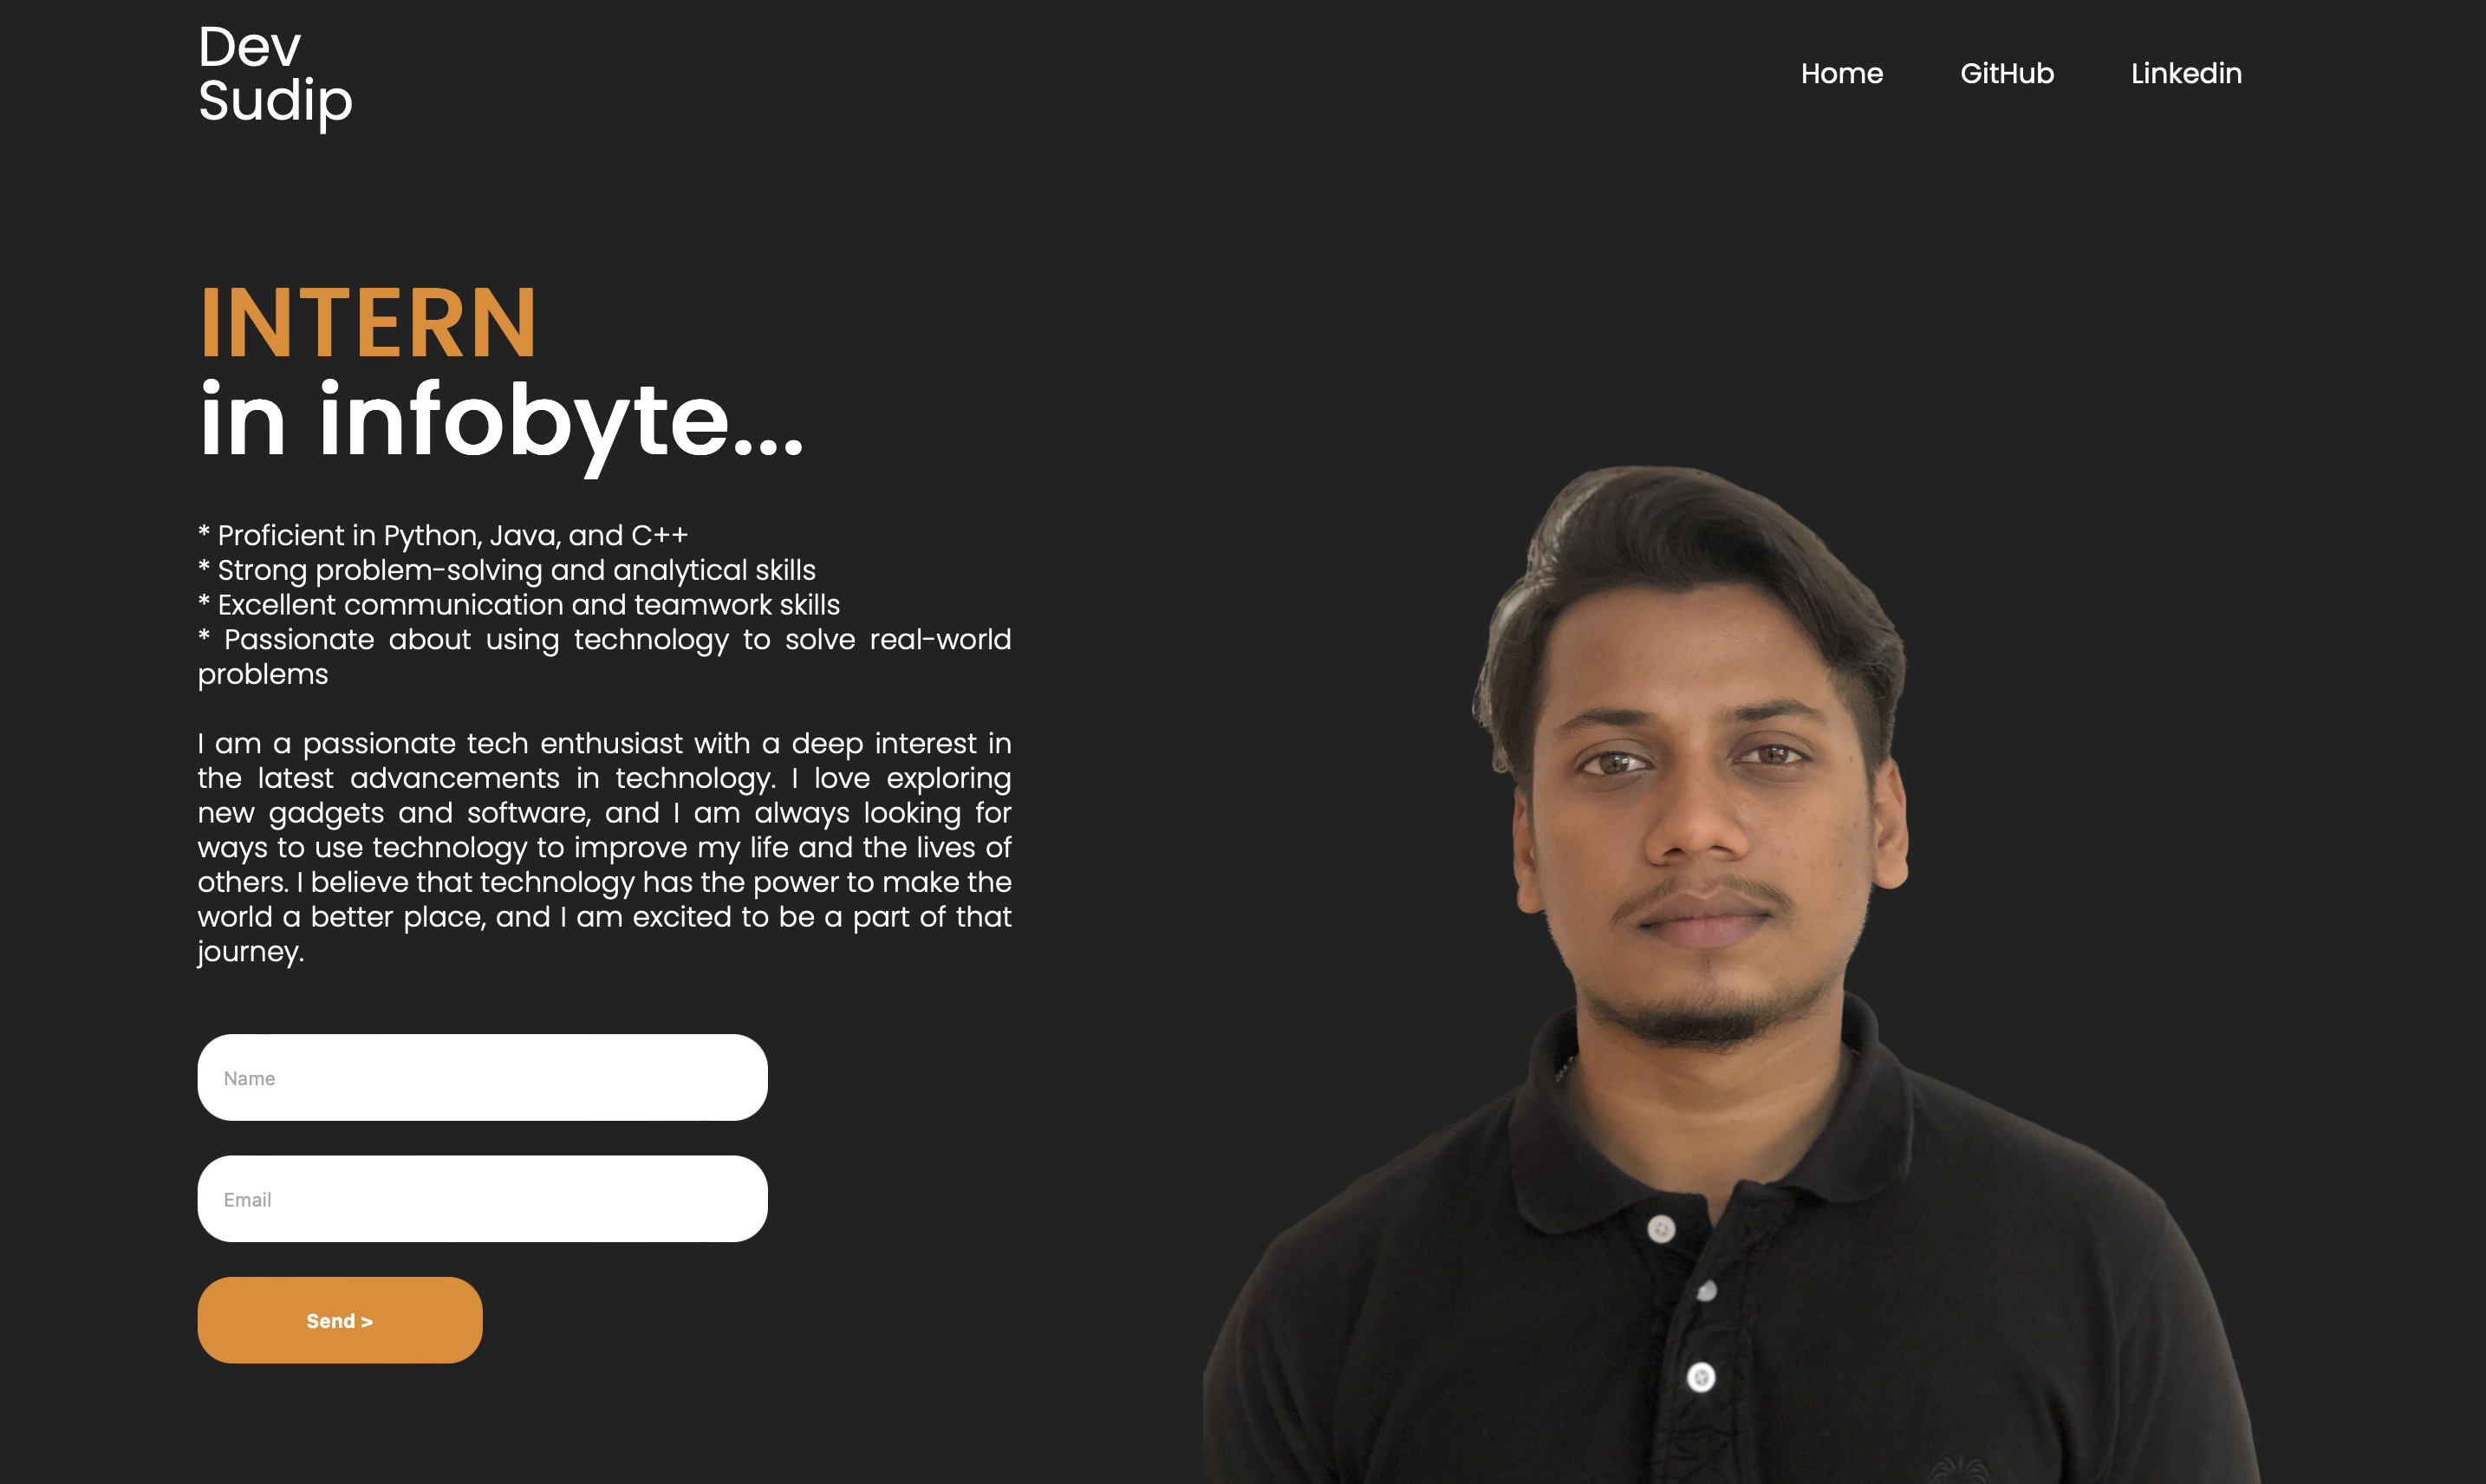 Dev
Sudip
Home GitHub Linkedin
INTERN
in infobyte...
* Proficient in Python, Java, and C++
* Strong problem-solving and analytical skills
* Excellent communication and teamwork skills
* Passionate about using technology to solve real-world
problems
I am a passionate tech enthusiast with a deep interest in
the latest advancements in technology. I love exploring
new gadgets and software, and I am always looking for
ways to use technology to improve my life and the lives of
others. I believe that technology has the power to make the
world a better place, and I am excited to be a part of that
journey.
Name
Email
Send >